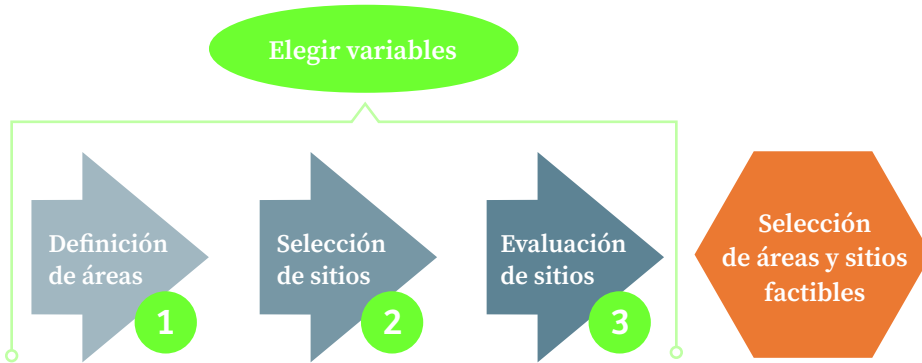 Elegir variables
Definición
de áreas
1
Selección
de sitios
2
Evaluación
de sitios
3
Selección
de áreas y sitios
factibles